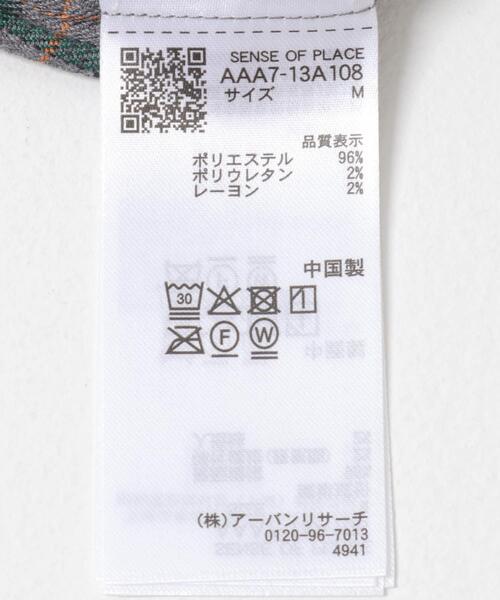 SENSE OF PLACE
AAA7-13A108
サイズ M
品質表示
ポリエステル 96%
ポリウレタン 2%
レーヨン 2%
中国製
30
F W
(株)アーバンリサーチ
0120-96-7013
4941